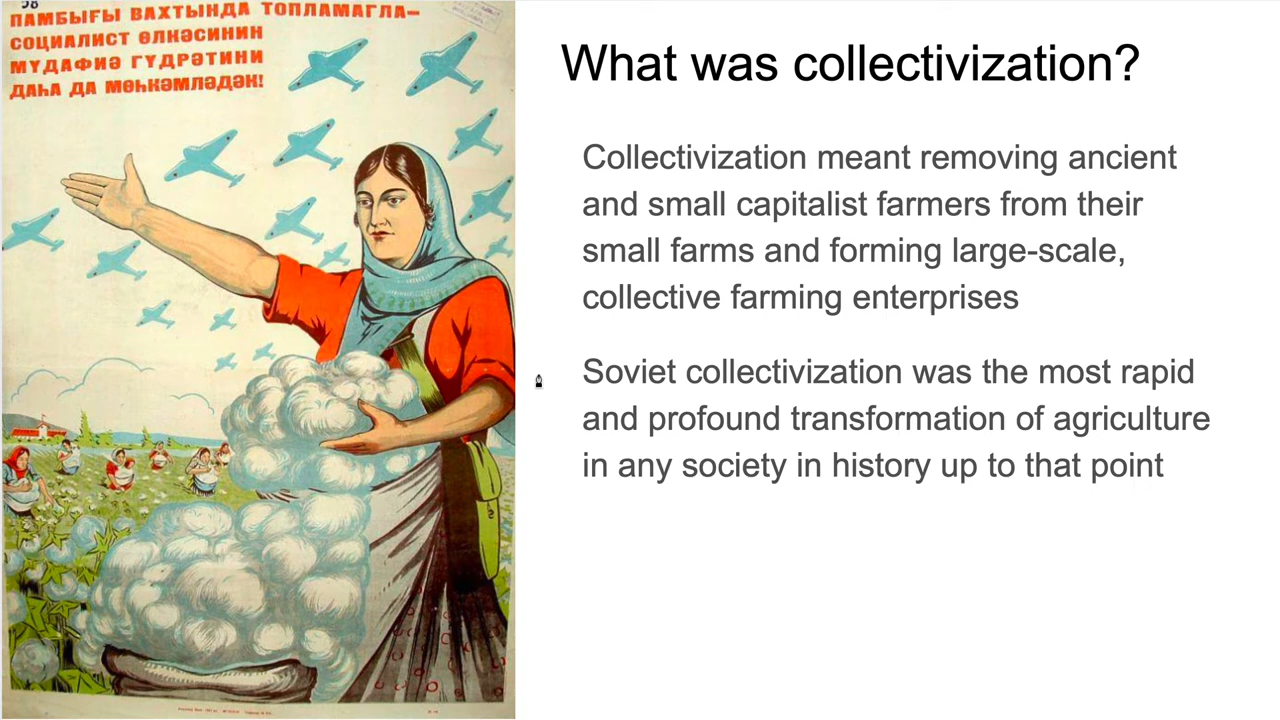 ПАМБЫҒЫ ВАХТЫНДА ТОПЛАМАГЛА–
СОЦИАЛИСТ ӨЛКӘСИНИН
МҮДАФИӘ ГҮДРӘТИНИ
ДАҺА ДА МӨҺКӘМЛӘДӘК!
What was collectivization?
Collectivization meant removing ancient
and small capitalist farmers from their
small farms and forming large-scale,
collective farming enterprises
Soviet collectivization was the most rapid
and profound transformation of agriculture
in any society in history up to that point